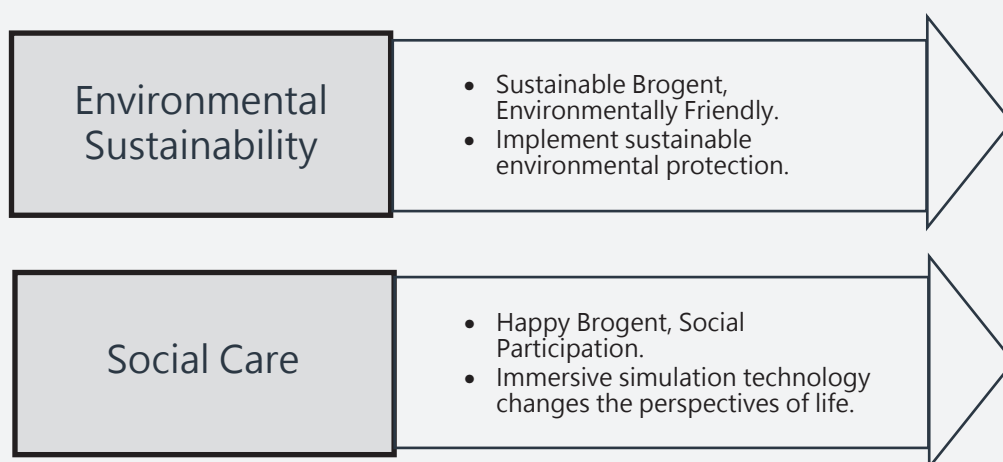 Environmental
Sustainability
• Sustainable Brogent,
Environmentally Friendly.
• Implement sustainable
environmental protection.
Social Care
• Happy Brogent, Social
Participation.
• Immersive simulation technology
changes the perspectives of life.